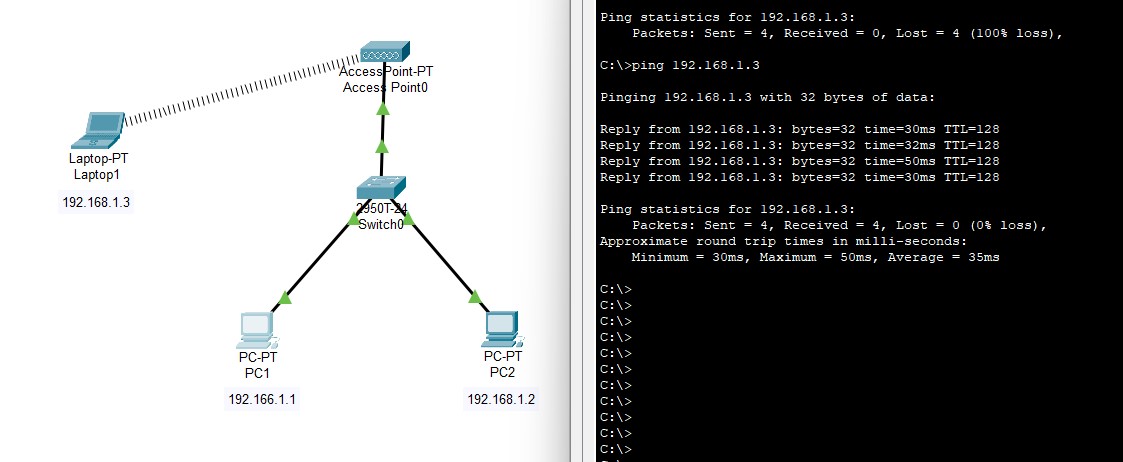 AccessPoint-PT
Access Point0
Laptop-PT
Laptop1
192.168.1.3
2950T-24
Switch0
PC-PT
PC1
192.166.1.1
PC-PT
PC2
192.168.1.2
Ping statistics for 192.168.1.3:
Packets: Sent = 4, Received = 0, Lost = 4 (100% loss),
C:\>ping 192.168.1.3
Pinging 192.168.1.3 with 32 bytes of data:
Reply from 192.168.1.3: bytes=32 time=30ms TTL=128
Reply from 192.168.1.3: bytes=32 time=32ms TTL=128
Reply from 192.168.1.3: bytes=32 time=50ms TTL=128
Reply from 192.168.1.3: bytes=32 time=30ms TTL=128
Ping statistics for 192.168.1.3:
Packets: Sent = 4, Received = 4, Lost = 0 (0% loss),
Approximate round trip times in milli-seconds:
Minimum = 30ms, Maximum = 50ms, Average = 35ms
C:\>
C:\>
C:\>
C:\>
C:\>
C:\>
C:\>
C:\>
C:\>
C:\>
C:\>